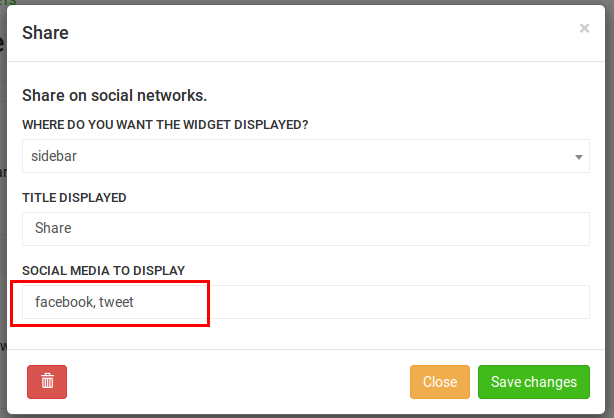 Share
×
Share on social networks.
WHERE DO YOU WANT THE WIDGET DISPLAYED?
sidebar
TITLE DISPLAYED
Share
SOCIAL MEDIA TO DISPLAY
facebook, tweet
Close
Save changes